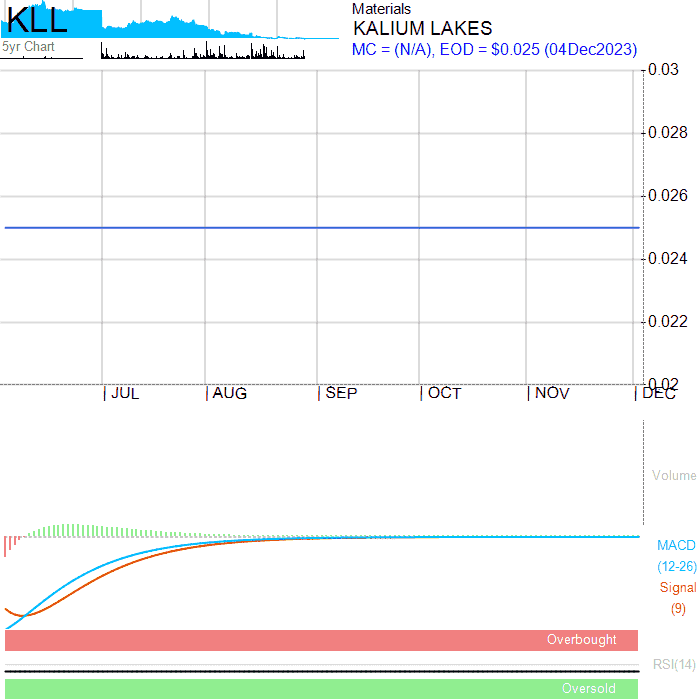 KLL
5yr Chart
Materials
KALIUM LAKES
MC = (N/A), EOD = $0.025 (04Dec2023)
0.03
0.028
0.026
0.024
0.022
0.02
JUL
AUG
SEP
OCT
NOV
DEC
Volume
MACD
(12-26)
Signal
(9)
Overbought
RSI(14)
Oversold